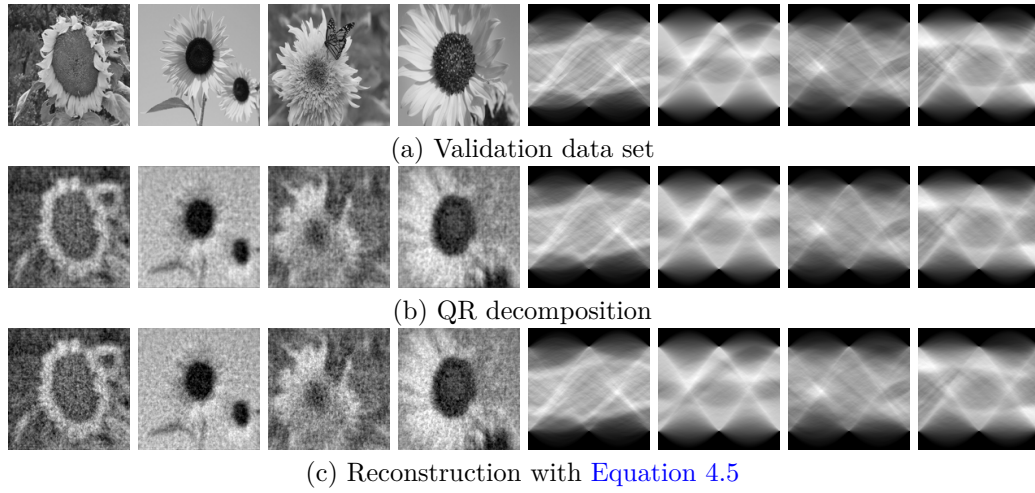 (a) Validation data set
(b) QR decomposition
(c) Reconstruction with Equation 4.5